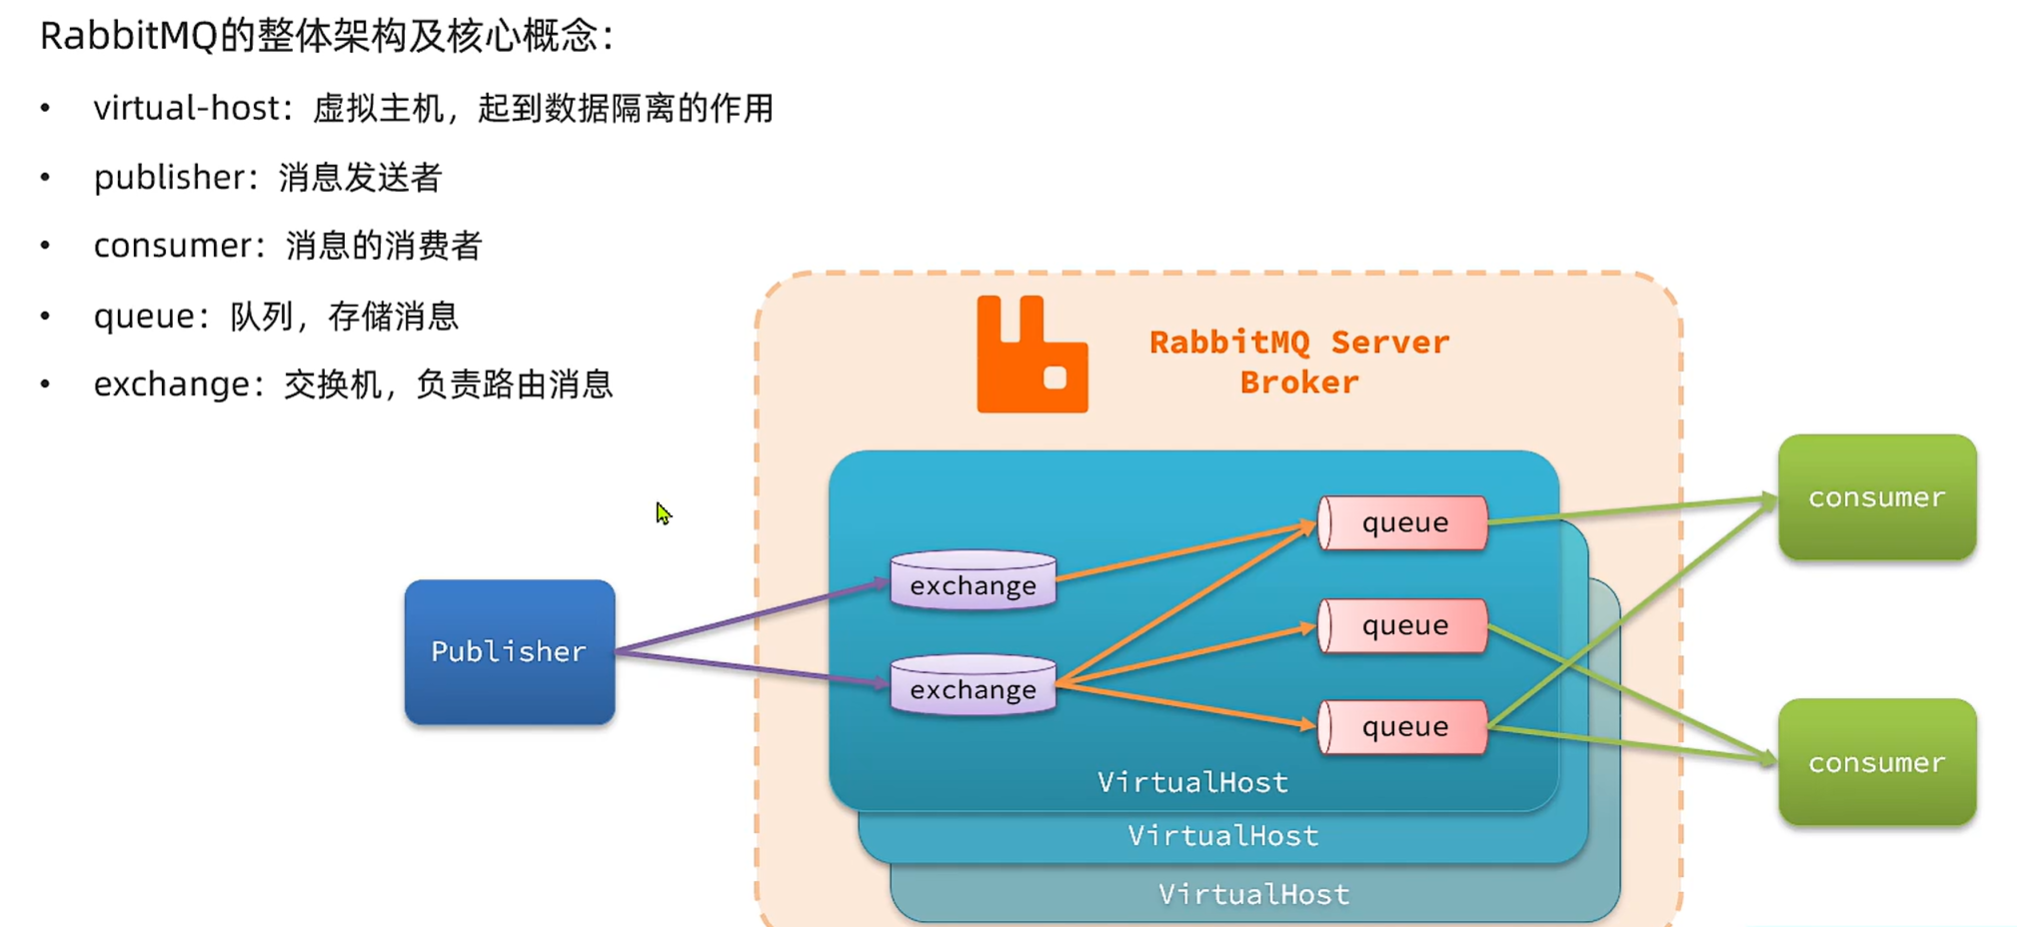 RabbitMQ的整体架构及核心概念：
• virtual-host：虚拟主机，起到数据隔离的作用
• publisher：消息发送者
• consumer：消息的消费者
• queue：队列，存储消息
• exchange：交换机，负责路由消息
RabbitMQ Server
Broker
Publisher
exchange
exchange
queue
queue
queue
VirtualHost
VirtualHost
VirtualHost
consumer
consumer